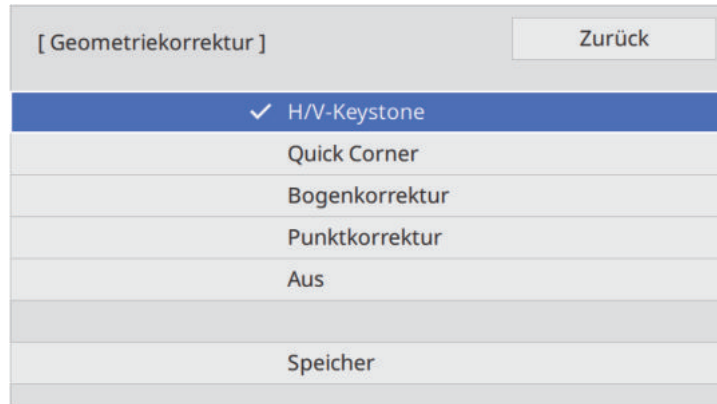 [ Geometriekorrektur ]
Zurück
H/V-Keystone
Quick Corner
Bogenkorrektur
Punktkorrektur
Aus
Speicher